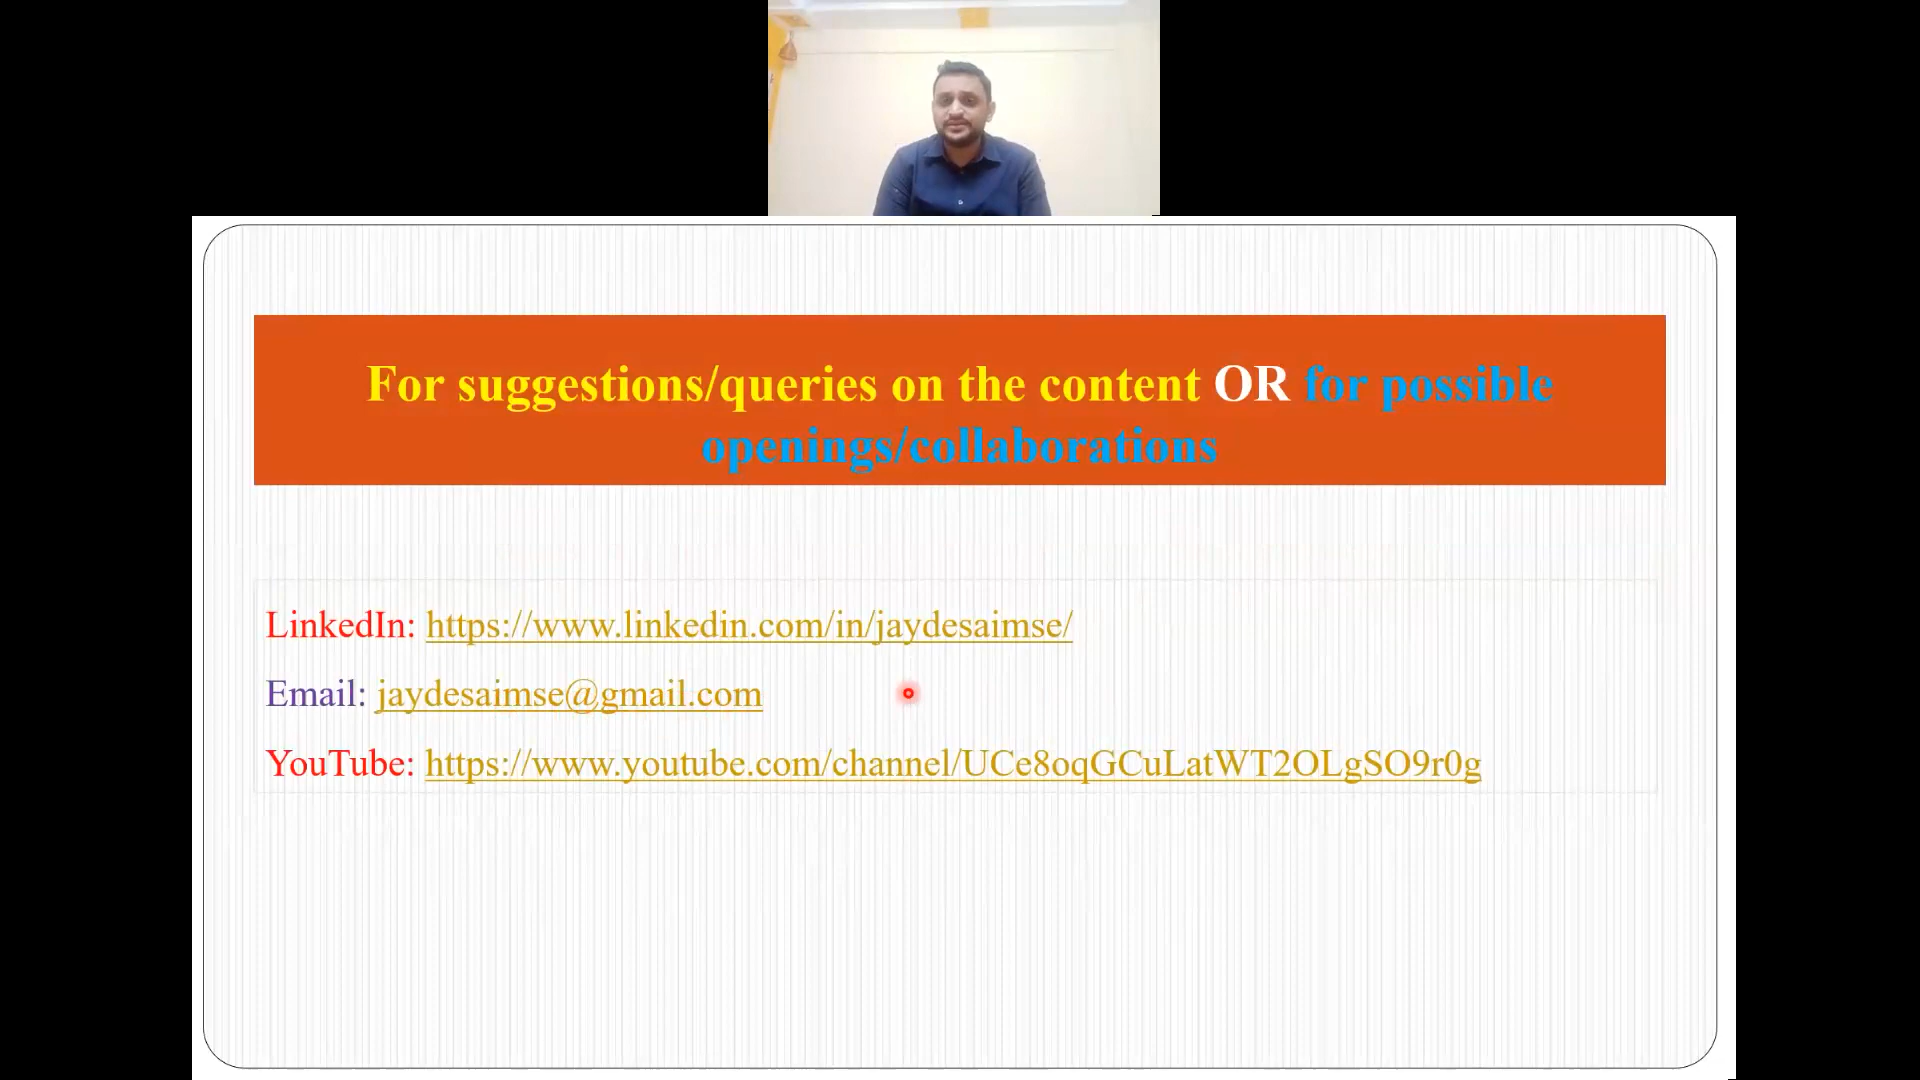 For suggestions/queries on the content OR for possible
openings/collaborations
LinkedIn: https://www.linkedin.com/in/jaydesaimse/
Email: jaydesaimse@gmail.com
YouTube: https://www.youtube.com/channel/UCe8oqGCuLatWT2OLgSO9r0g